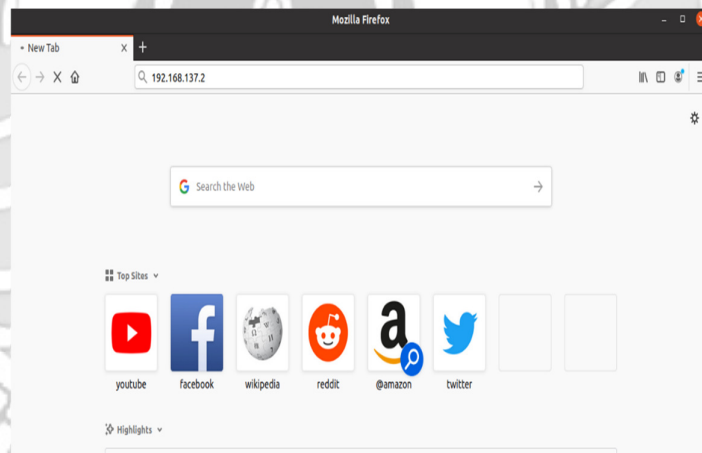 Mozilla Firefox
New Tab
192.168.137.2
Search the Web
Top Sites
youtube
facebook
wikipedia
reddit
@amazon
twitter
Highlights